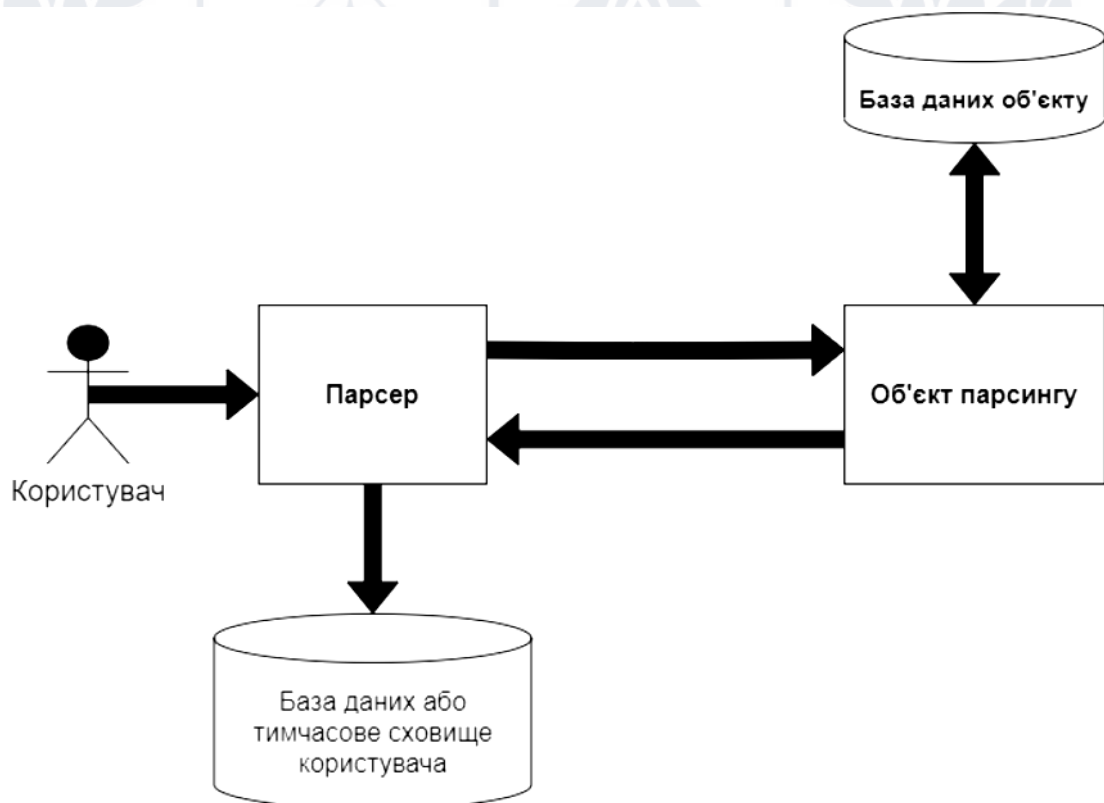 База даних об'єкту
Парсер
Об'єкт парсингу
Користувач
База даних або
тимчасове сховище
користувача